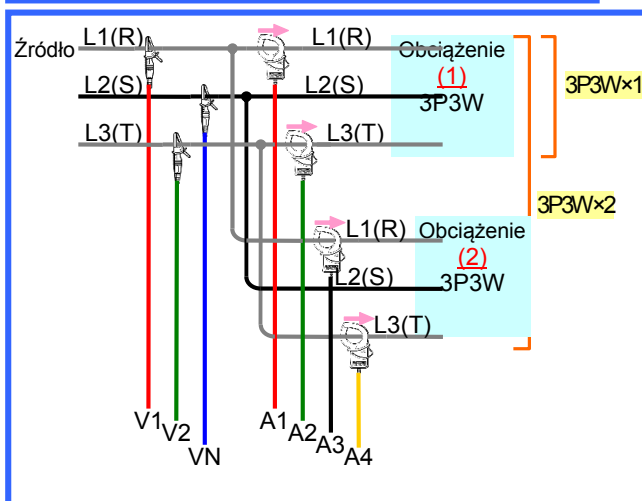 Źródło L1(R) L1(R) Obciążenie
(1)
L2(S) L2(S) 3P3W 3P3W×1
L3(T) L3(T)
3P3W×2
L1(R) Obciążenie
(2)
L2(S) 3P3W
L3(T)
V1 V2 VN A1 A2 A3 A4